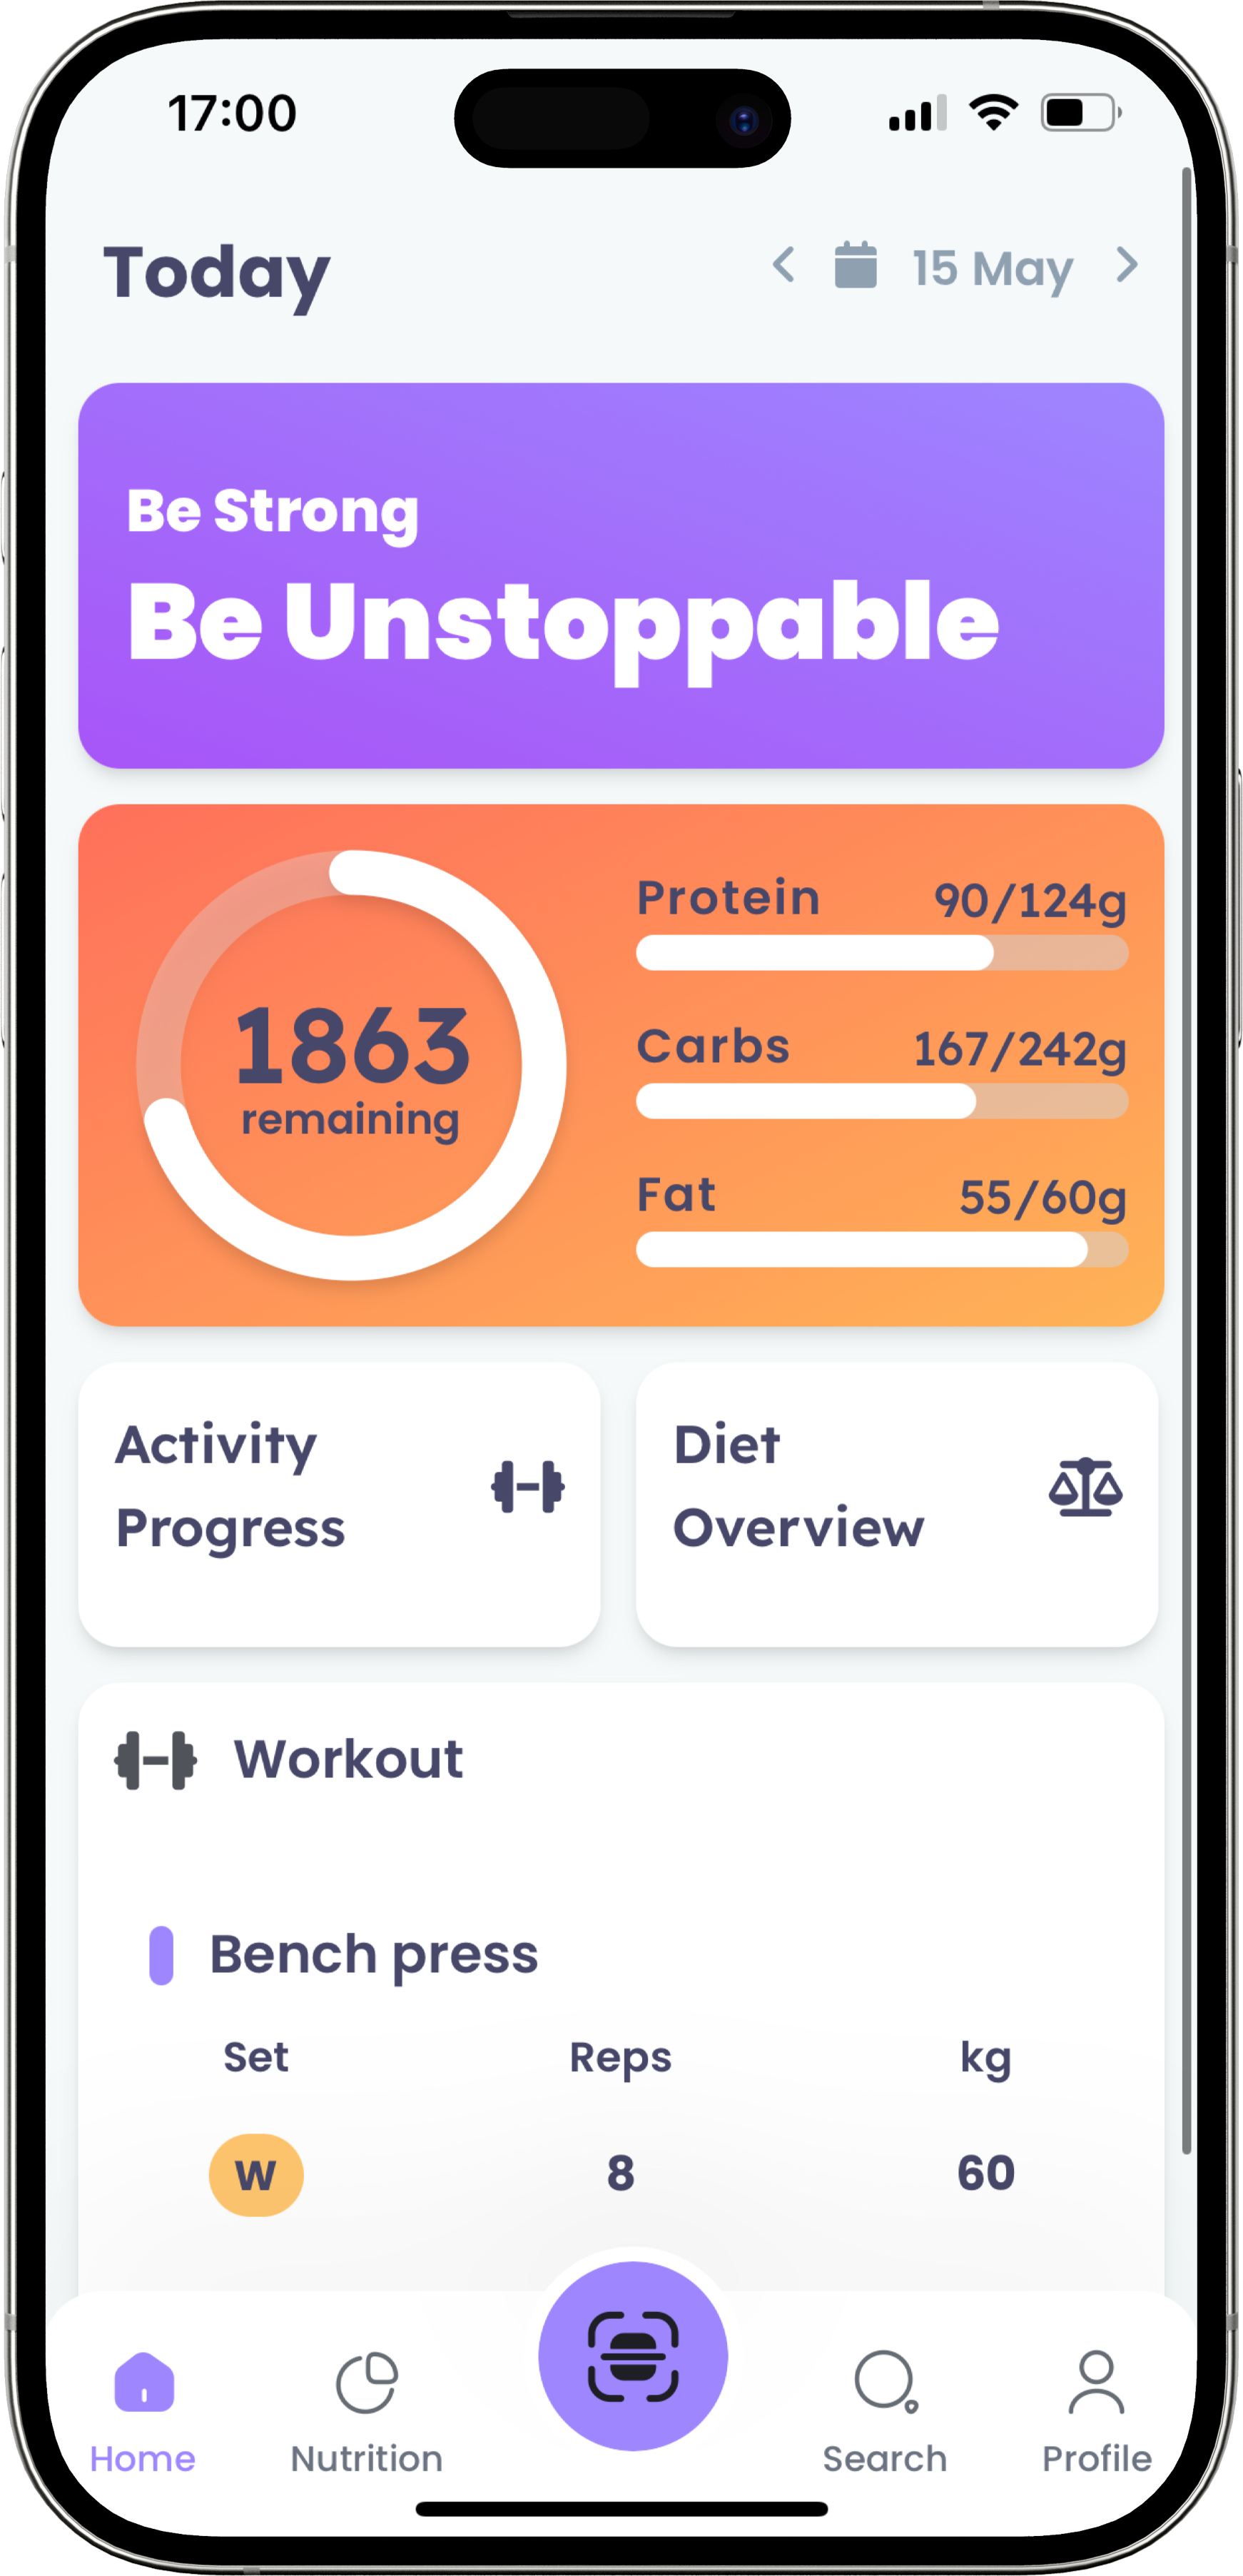 17:00
Today
15 May
Be Strong
Be Unstoppable
1863
remaining
Protein 90/124g
Carbs 167/242g
Fat 55/60g
Activity
Progress
Diet
Overview
Workout
Bench press
Set Reps kg
W 8 60
Home Nutrition Search Profile